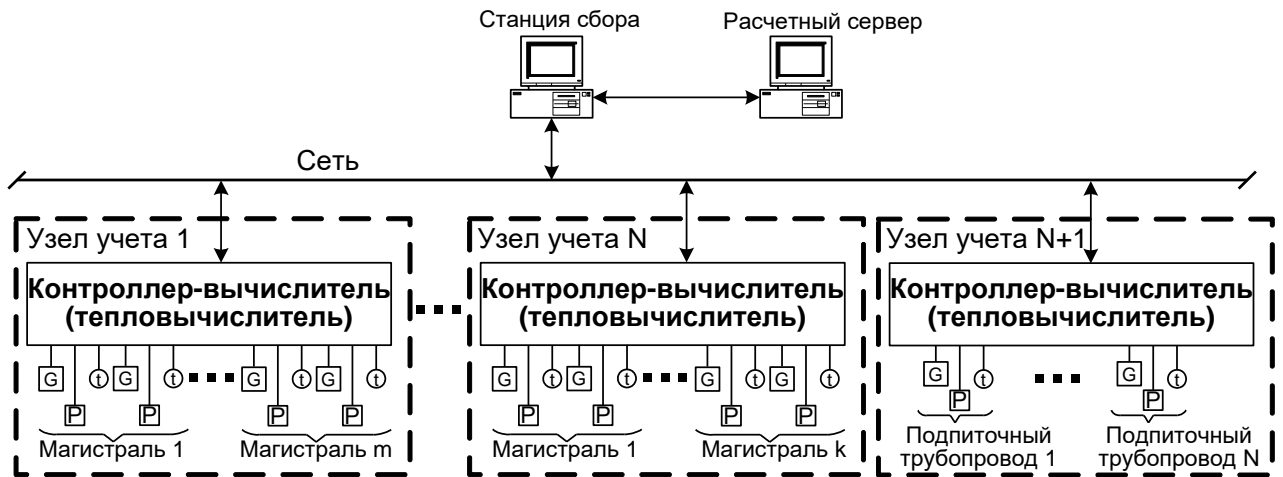 Станция сбора
Расчетный сервер
Сеть
Узел учета 1
Контроллер-вычислитель
(тепловычислитель)
G t G t G t G t
P P P P
Магистраль 1 Магистраль m
Узел учета N
Контроллер-вычислитель
(тепловычислитель)
G t G t G t G t
P P P P
Магистраль 1 Магистраль k
Узел учета N+1
Контроллер-вычислитель
(тепловычислитель)
G t G t
P P
Подпиточный
трубопровод 1
Подпиточный
трубопровод N